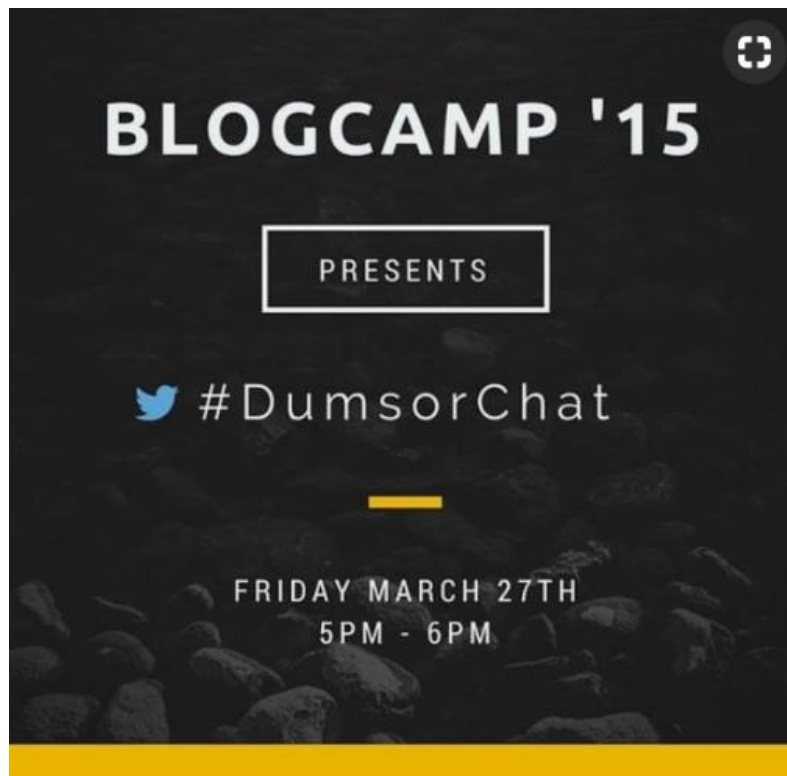 BLOGCAMP '15
PRESENTS
#DumsorChat
FRIDAY MARCH 27TH
5PM - 6PM